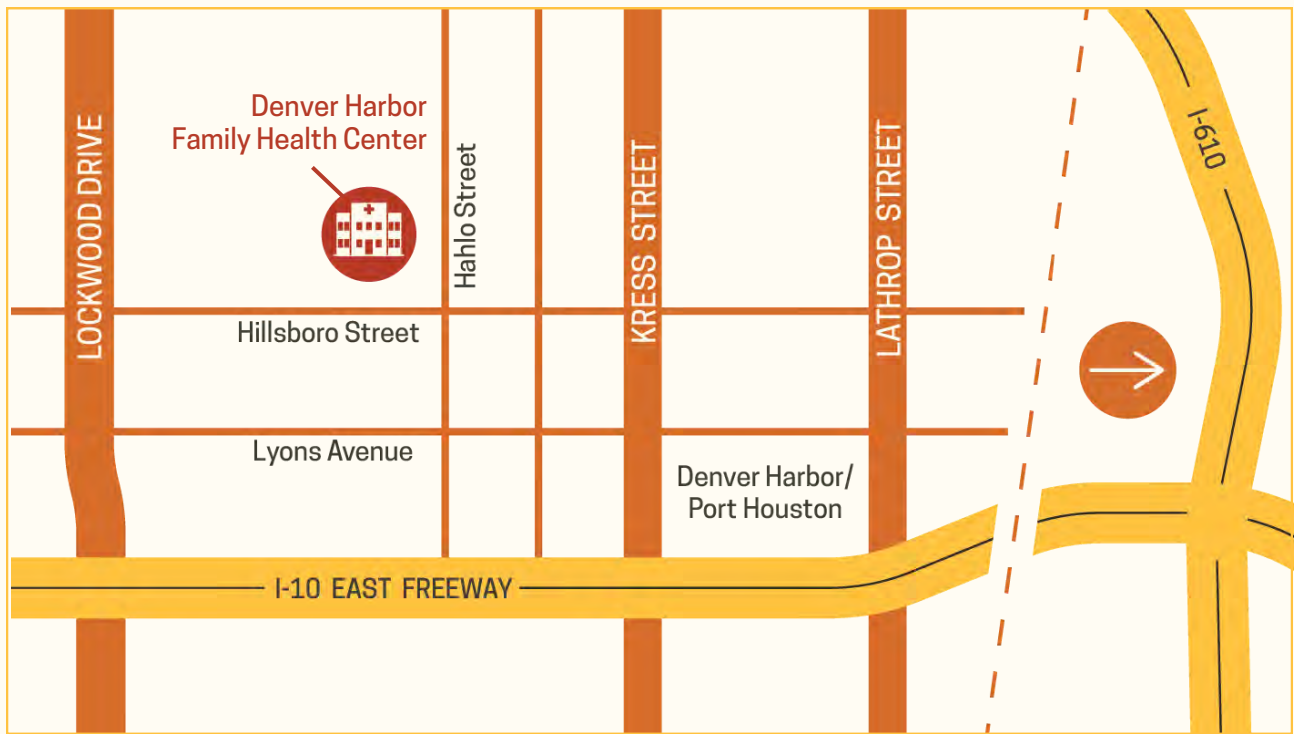 Denver Harbor
Family Health Center
LOCKWOOD DRIVE
Hahlo Street
KRESS STREET
LATHROP STREET
I-610
Hillsboro Street
Lyons Avenue
Denver Harbor/
Port Houston
I-10 EAST FREEWAY